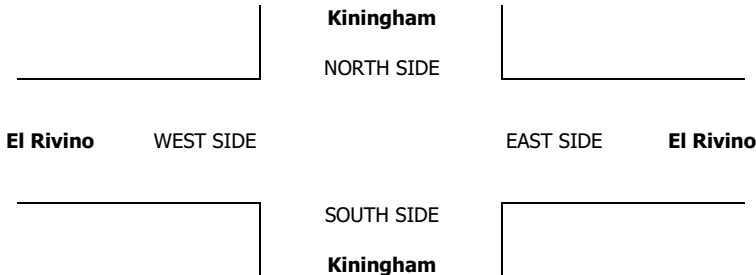 Kiningham
NORTH SIDE
El Rivino WEST SIDE EAST SIDE El Rivino
SOUTH SIDE
Kiningham